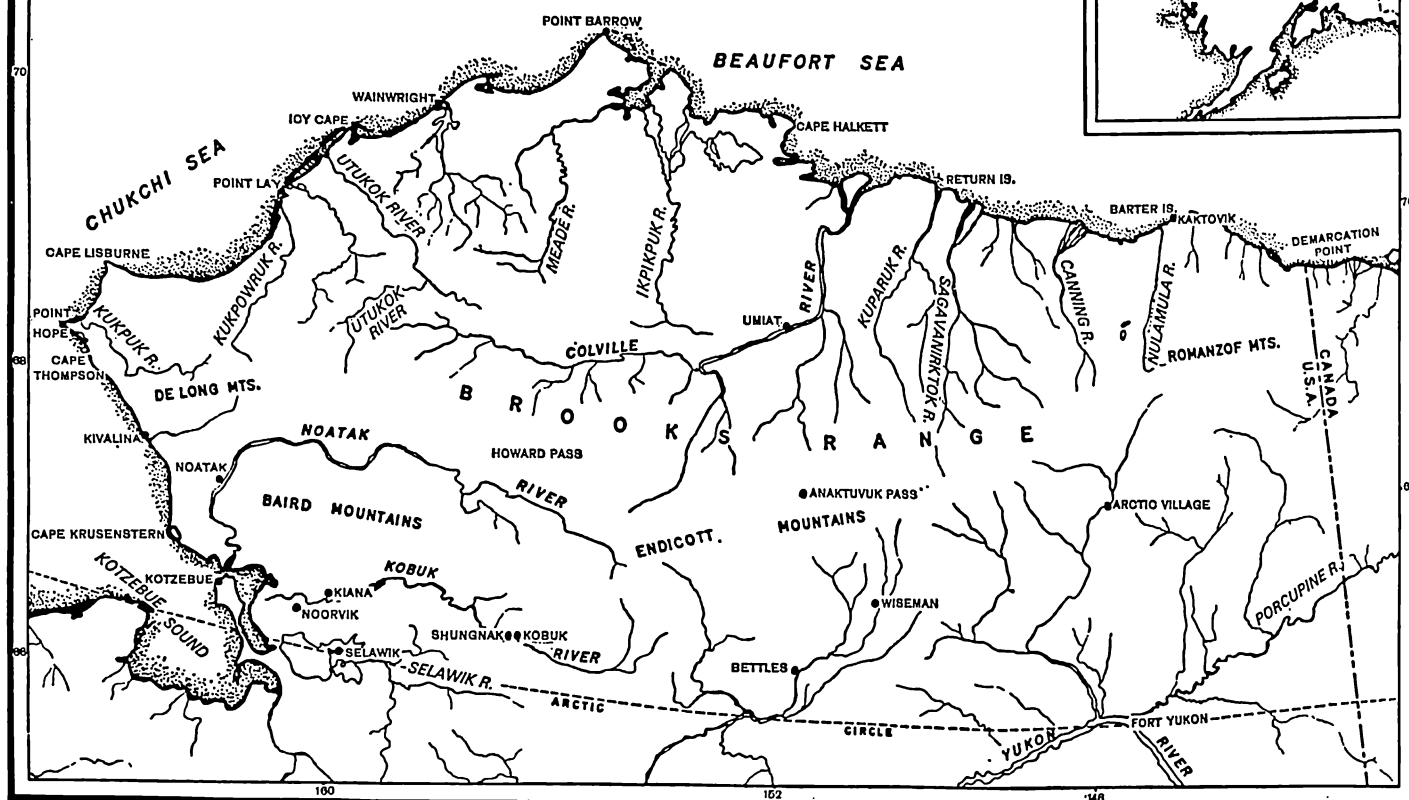 POINT BARROW
BEAUFORT SEA
70
WAINWRIGHT
ICY CAPE
CAPE HALKETT
CHUKCHI SEA
POINT LAY
UTUKOK RIVER
MEADE R.
IKPIKPUK R.
RETURN IS.
BARTER IS.
KAKTOVIK
70
CAPE LISBURNE
DEMARCATION
POINT
KUKPOWRUK R.
RIVER
KUPARUK R.
SAGAVANIRKTOK R.
CANNING R.
NULAMULA R.
UTUKOK
RIVER
POINT
HOPE
KUKPUK R.
UMIAT
68
CAPE
THOMPSON
COLVILLE
ROMANZOF MTS.
CANADA
U.S.A.
DE LONG MTS.
BROOKS RANGE
KIVALINA
NOATAK
HOWARD PASS
NOATAK
RIVER
ANAKTUVUK PASS
ARCTIC VILLAGE
BAIRD MOUNTAINS
ENDICOTT
MOUNTAINS
CAPE KRUSENSTERN
KOTZEBUE
SOUND
KOTZEBUE
KOBUK
KIANA
NOORVIK
WISEMAN
PORCUPINE R.
SHUNGNAK
KOBUK
RIVER
SELAWIK
SELAWIK R.
BETTLES
ARCTIC
CIRCLE
FORT YUKON
YUKON
RIVER
160
152